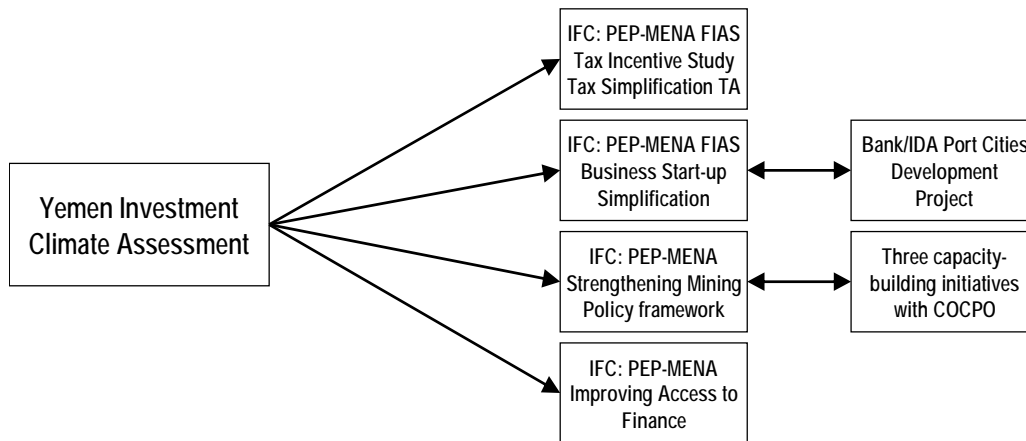 IFC: PEP-MENA FIAS
Tax Incentive Study
Tax Simplification TA
IFC: PEP-MENA FIAS
Business Start-up
Simplification
Bank/IDA Port Cities
Development
Project
Yemen Investment
Climate Assessment
IFC: PEP-MENA
Strengthening Mining
Policy framework
Three capacity-
building initiatives
with COCPO
IFC: PEP-MENA
Improving Access to
Finance